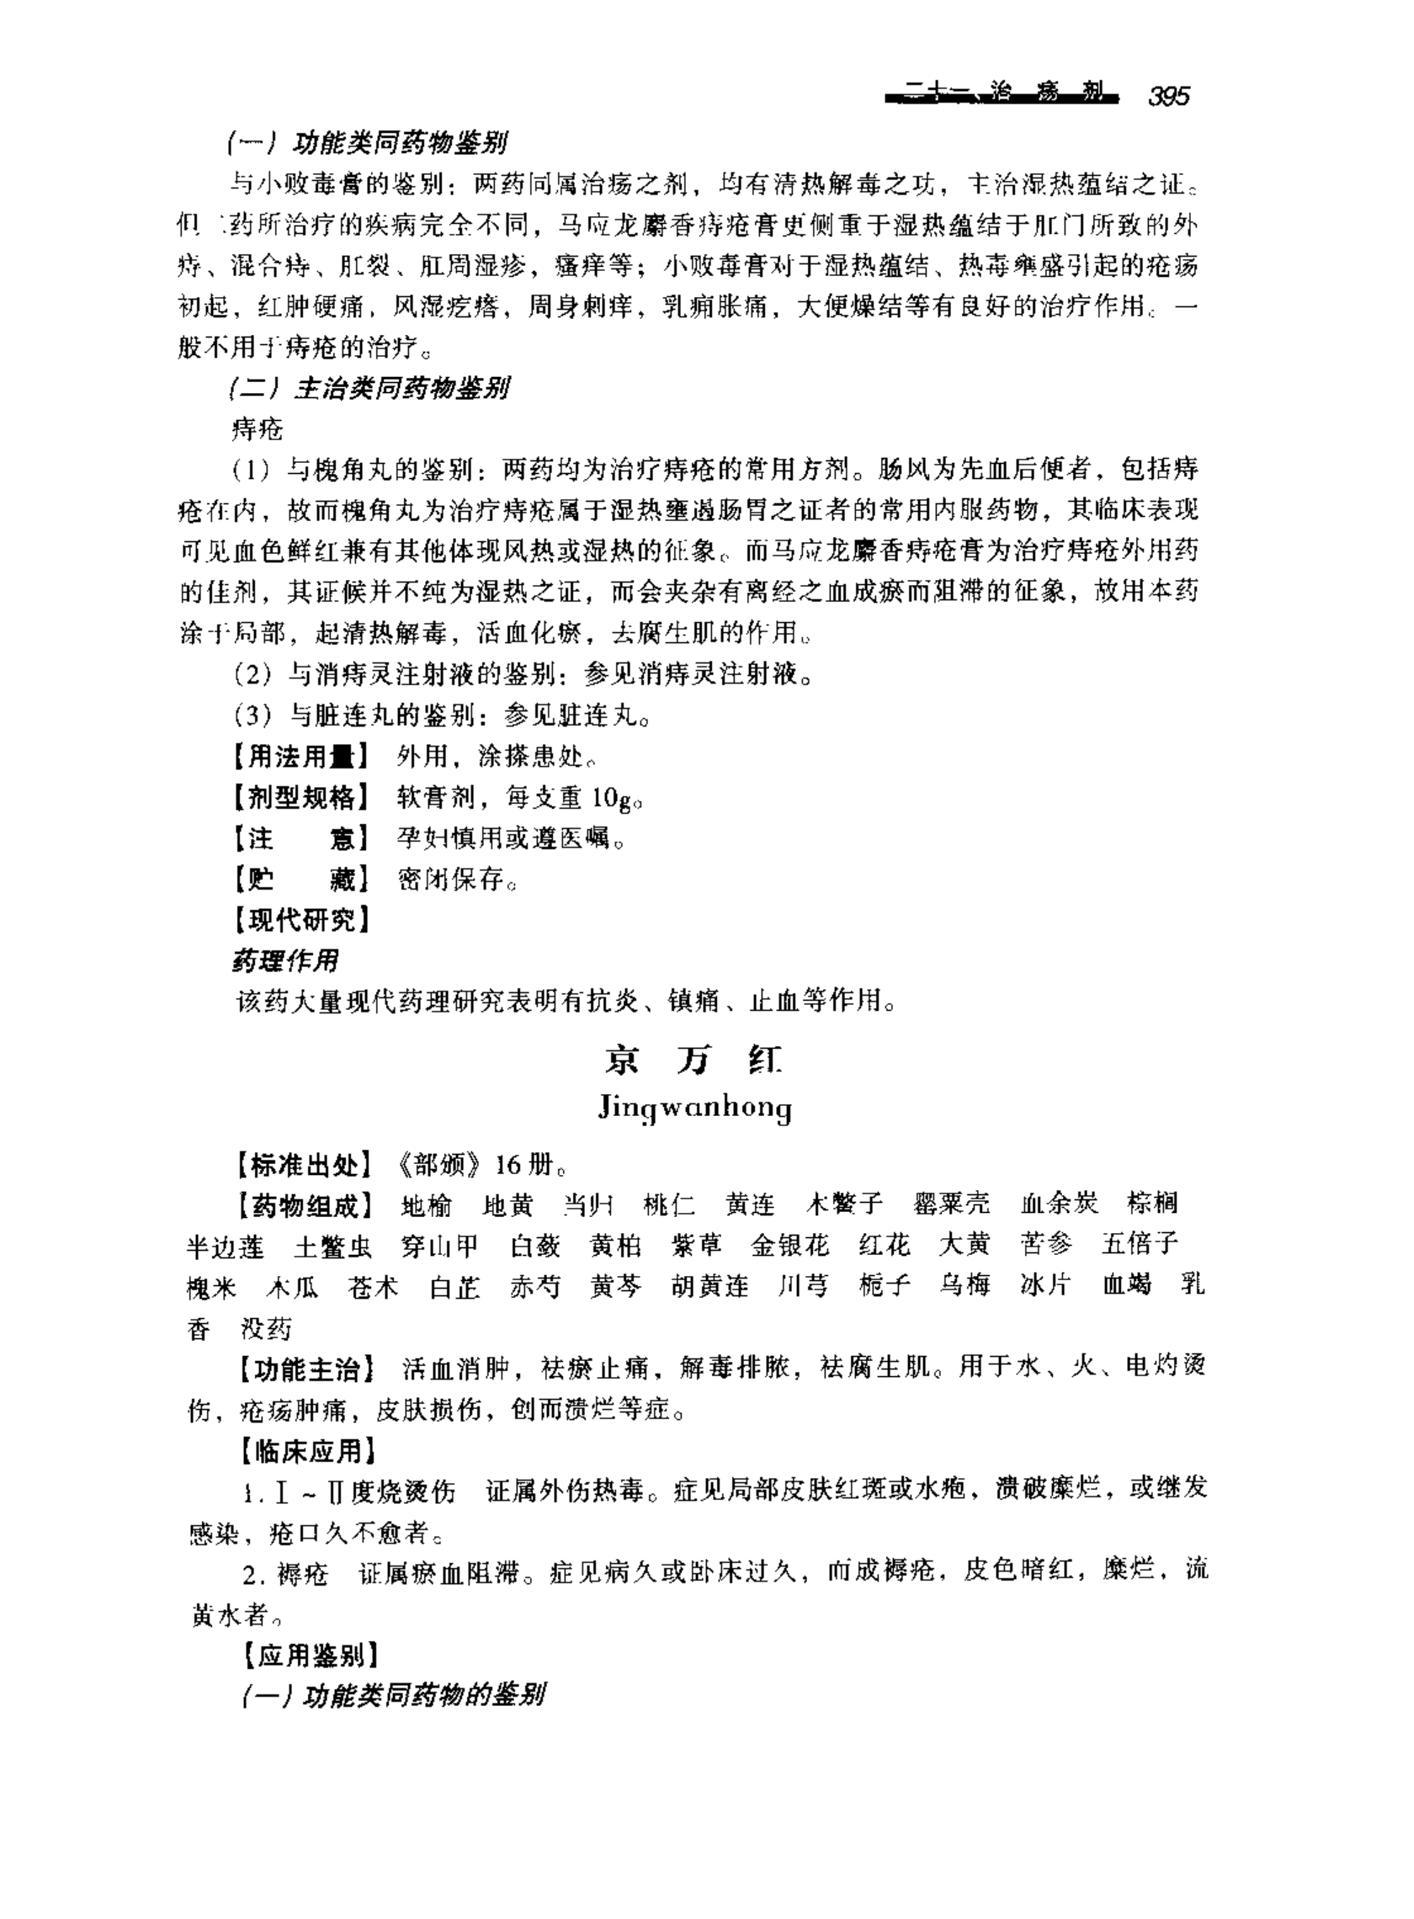 二十一、治疡剂 395
（一）功能类同药物鉴别
与小败毒膏的鉴别：两药同属治疡之剂，均有清热解毒之功，主治湿热蕴结之证。
但二药所治疗的疾病完全不同，马应龙麝香痔疮膏更侧重于湿热蕴结于肛门所致的外
痔、混合痔、肛裂、肛周湿疹，瘙痒等；小败毒膏对于湿热蕴结、热毒壅盛引起的疮疡
初起，红肿硬痛，风湿疙瘩，周身刺痒，乳痈胀痛，大便燥结等有良好的治疗作用。一
般不用于痔疮的治疗。
（二）主治类同药物鉴别
痔疮
（1）与槐角丸的鉴别：两药均为治疗痔疮的常用方剂。肠风为先血后便者，包括痔
疮在内，故而槐角丸为治疗痔疮属于湿热壅遏肠胃之证者的常用内服药物，其临床表现
可见血色鲜红兼有其他体现风热或湿热的征象。而马应龙麝香痔疮膏为治疗痔疮外用药
的佳剂，其证候并不纯为湿热之证，而会夹杂有离经之血成瘀而阻滞的征象，故用本药
涂于局部，起清热解毒，活血化瘀，去腐生肌的作用。
（2）与消痔灵注射液的鉴别：参见消痔灵注射液。
（3）与脏连丸的鉴别：参见脏连丸。
【用法用量】 外用，涂搽患处。
【剂型规格】 软膏剂，每支重 10g。
【注　　意】 孕妇慎用或遵医嘱。
【贮　　藏】 密闭保存。
【现代研究】
药理作用
该药大量现代药理研究表明有抗炎、镇痛、止血等作用。
京 万 红
Jingwanhong
【标准出处】《部颁》16 册。
【药物组成】 地榆 地黄 当归 桃仁 黄连 木鳖子 罂粟壳 血余炭 棕榈
半边莲 土鳖虫 穿山甲 白蔹 黄柏 紫草 金银花 红花 大黄 苦参 五倍子
槐米 木瓜 苍术 白芷 赤芍 黄芩 胡黄连 川芎 栀子 乌梅 冰片 血竭 乳
香 没药
【功能主治】 活血消肿，祛瘀止痛，解毒排脓，祛腐生肌。用于水、火、电灼烫
伤，疮疡肿痛，皮肤损伤，创面溃烂等症。
【临床应用】
1. Ⅰ～Ⅱ度烧烫伤 证属外伤热毒。症见局部皮肤红斑或水疱，溃破糜烂，或继发
感染，疮口久不愈者。
2. 褥疮 证属瘀血阻滞。症见病久或卧床过久，而成褥疮，皮色暗红，糜烂，流
黄水者。
【应用鉴别】
（一）功能类同药物的鉴别